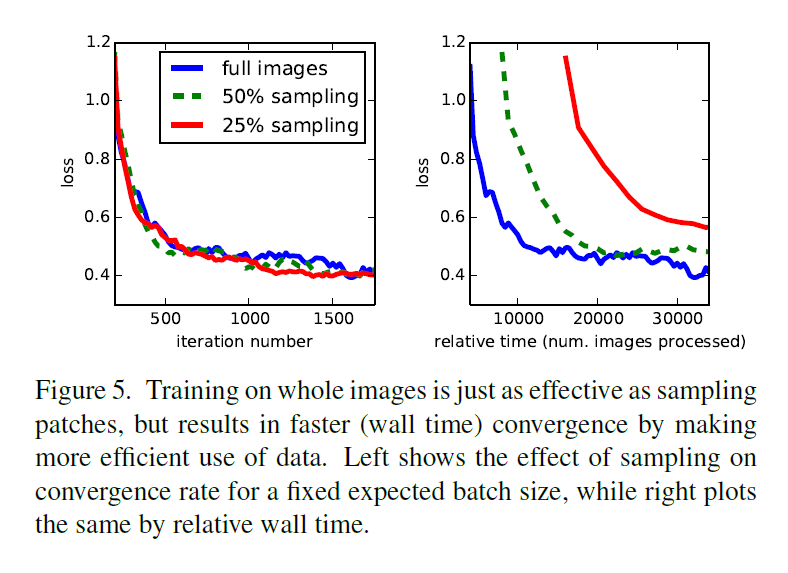 1.2
1.0
0.8
0.6
0.4
loss
500
1000
1500
iteration number
full images
50% sampling
25% sampling
1.2
1.0
0.8
0.6
0.4
loss
10000
20000
30000
relative time (num. images processed)
Figure 5. Training on whole images is just as effective as sampling
patches, but results in faster (wall time) convergence by making
more efficient use of data. Left shows the effect of sampling on
convergence rate for a fixed expected batch size, while right plots
the same by relative wall time.